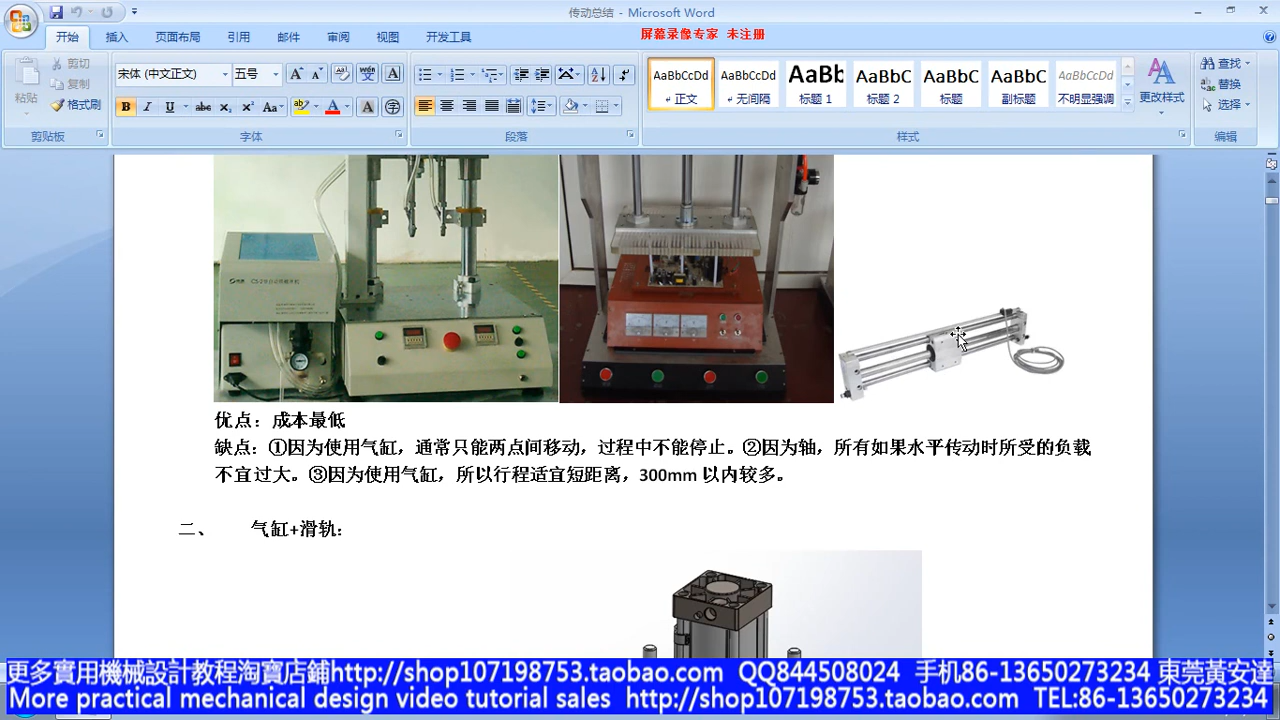 传动总结 - Microsoft Word
屏幕录像专家 未注册
开始 插入 页面布局 引用 邮件 审阅 视图 开发工具
粘贴
剪切
复制
格式刷
剪贴板
宋体 (中文正文) 五号
字体
段落
AaBbCcDd AaBbCcDd AaBb AaBbC AaBbC AaBbC AaBbCcDd
正文 无间隔 标题 1 标题 2 标题 副标题 不明显强调
更改样式
样式
查找
替换
选择
编辑
优点：成本最低
缺点：①因为使用气缸，通常只能两点间移动，过程中不能停止。②因为轴，所有如果水平传动时所受的负载
不宜过大。③因为使用气缸，所以行程适宜短距离，300mm 以内较多。
二、 气缸+滑轨：
更多實用機械設計教程淘寶店鋪http://shop107198753.taobao.com QQ844508024 手机86-13650273234 東莞黃安達
More practical mechanical design video tutorial sales http://shop107198753.taobao.com TEL:86-13650273234